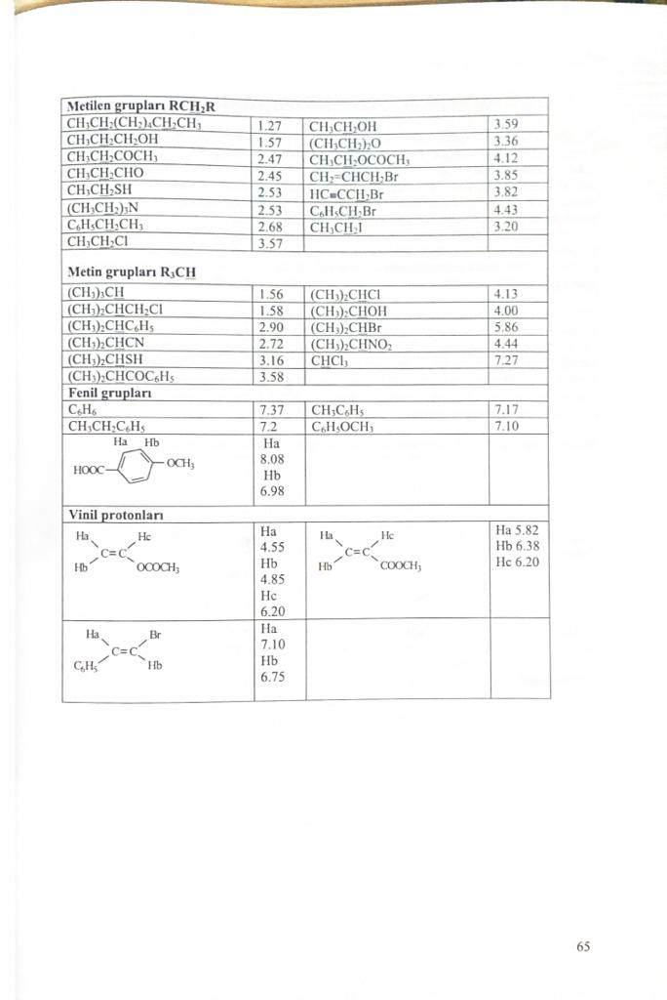 Metilen grupları RCH₂R
CH₃CH₂(CH₂)₄CH₂CH₃ 1.27 CH₃CH₂OH 3.59
CH₃CH₂CH₂OH 1.57 (CH₃CH₂)₂O 3.36
CH₃CH₂COCH₃ 2.47 CH₃CH₂OCOCH₃ 4.12
CH₃CH₂CHO 2.45 CH₂=CHCH₂Br 3.85
CH₃CH₂SH 2.53 HC≡CCH₂Br 3.82
(CH₃CH₂)₃N 2.53 C₆H₅CH₂Br 4.43
C₆H₅CH₂CH₃ 2.68 CH₃CH₂I 3.20
CH₃CH₂Cl 3.57
Metin grupları R₃CH
(CH₃)₃CH 1.56 (CH₃)₂CHCl 4.13
(CH₃)₂CHCH₂Cl 1.58 (CH₃)₂CHOH 4.00
(CH₃)₂CHC₆H₅ 2.90 (CH₃)₂CHBr 5.86
(CH₃)₂CHCN 2.72 (CH₃)₂CHNO₂ 4.44
(CH₃)₂CHSH 3.16 CHCl₃ 7.27
(CH₃)₂CHCOC₆H₅ 3.58
Fenil grupları
C₆H₆ 7.37 CH₃C₆H₅ 7.17
CH₃CH₂C₆H₅ 7.2 C₆H₅OCH₃ 7.10
Ha Hb
HOOC OCH₃
Ha
8.08
Hb
6.98
Vinil protonları
Ha Hc
C=C
Hb OCOCH₃
Ha
4.55
Hb
4.85
Hc
6.20
Ha Hc
C=C
Hb COOCH₃
Ha 5.82
Hb 6.38
Hc 6.20
Ha Br
C=C
C₆H₅ Hb
Ha
7.10
Hb
6.75
65